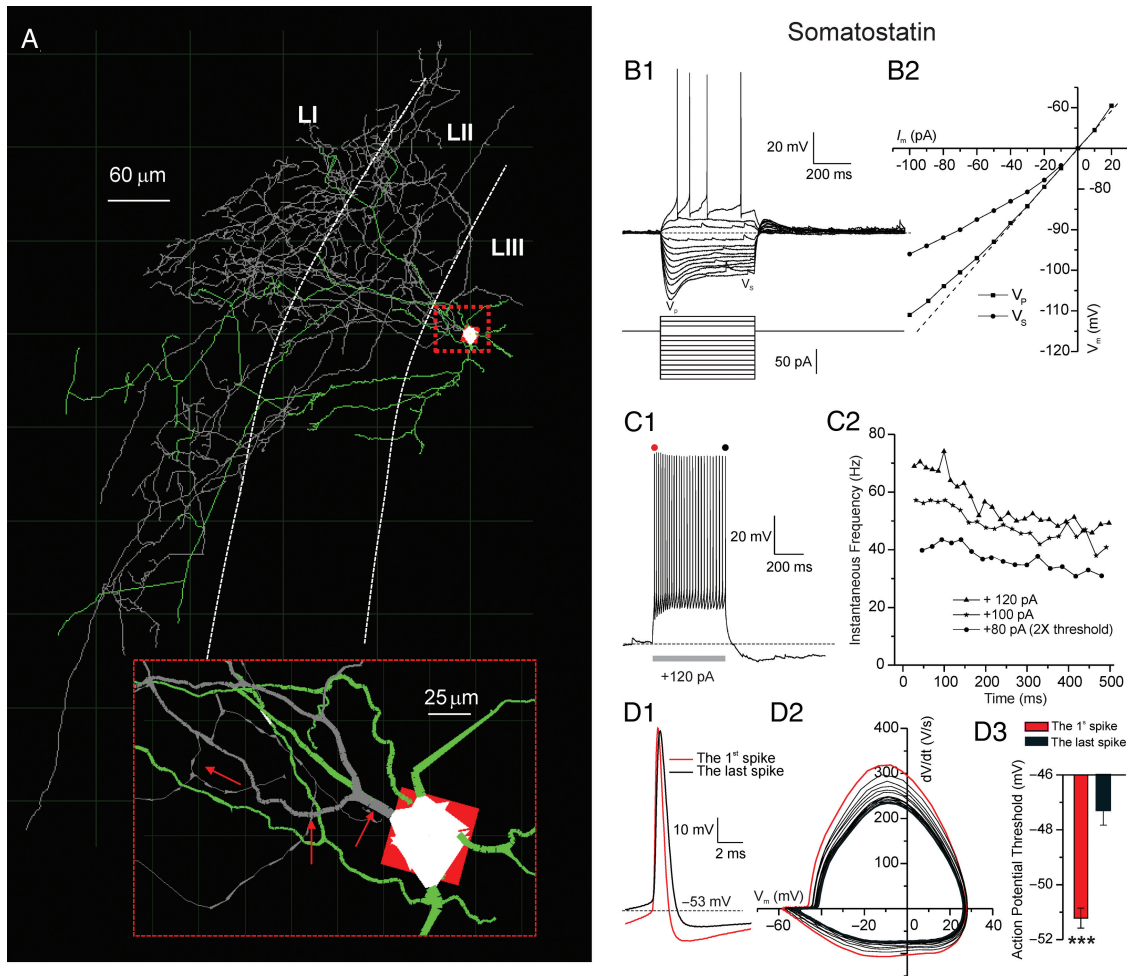 A
LI
LII
LIII
60 μm
25 μm
Somatostatin
B1
20 mV
200 ms
Vp
Vs
50 pA
B2
Im (pA)
-100 -80 -60 -40 -20 20
-60
-80
-90
-100
-110
-120
Vm (mV)
VP
VS
C1
20 mV
200 ms
+120 pA
C2
Instantaneous Frequency (Hz)
80
60
40
20
0
+ 120 pA
+100 pA
+80 pA (2X threshold)
0 100 200 300 400 500
Time (ms)
D1
The 1st spike
The last spike
10 mV
2 ms
−53 mV
D2
dV/dt (V/s)
400
300
200
100
Vm (mV)
−60 −40 −20 0 20 40
D3
The 1st spike
The last spike
Action Potential Threshold (mV)
−46
−48
−50
−52
***